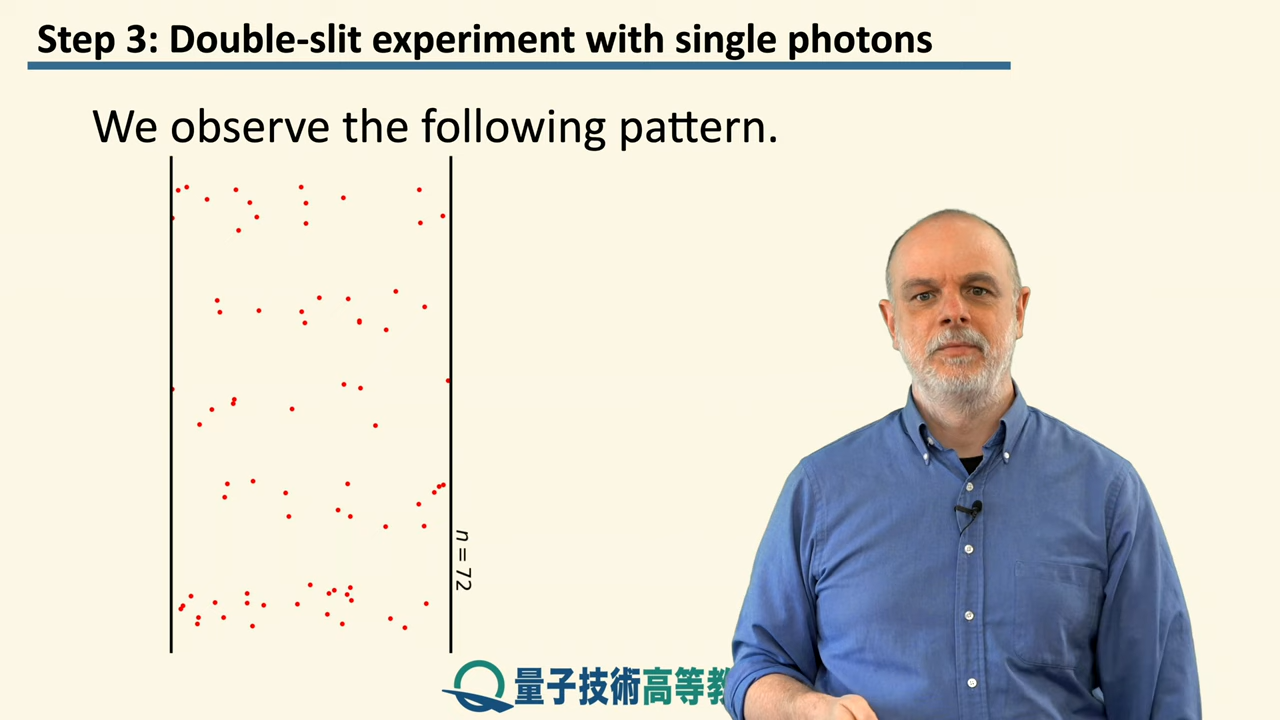 Step 3: Double-slit experiment with single photons
We observe the following pattern.
n = 72
量子技術高等教